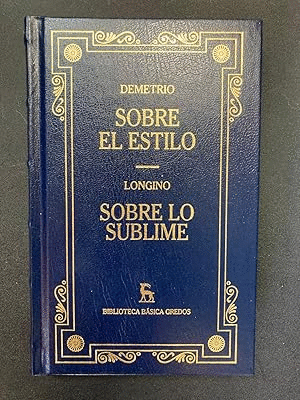 DEMETRIO
SOBRE
EL ESTILO
LONGINO
SOBRE LO
SUBLIME
BIBLIOTECA BÁSICA GREDOS